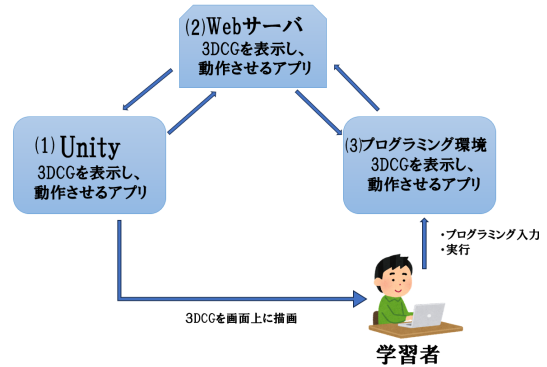 (2)Webサーバ
3DCGを表示し、
動作させるアプリ
(1)Unity
3DCGを表示し、
動作させるアプリ
(3)プログラミング環境
3DCGを表示し、
動作させるアプリ
・プログラミング入力
・実行
3DCGを画面上に描画
学習者